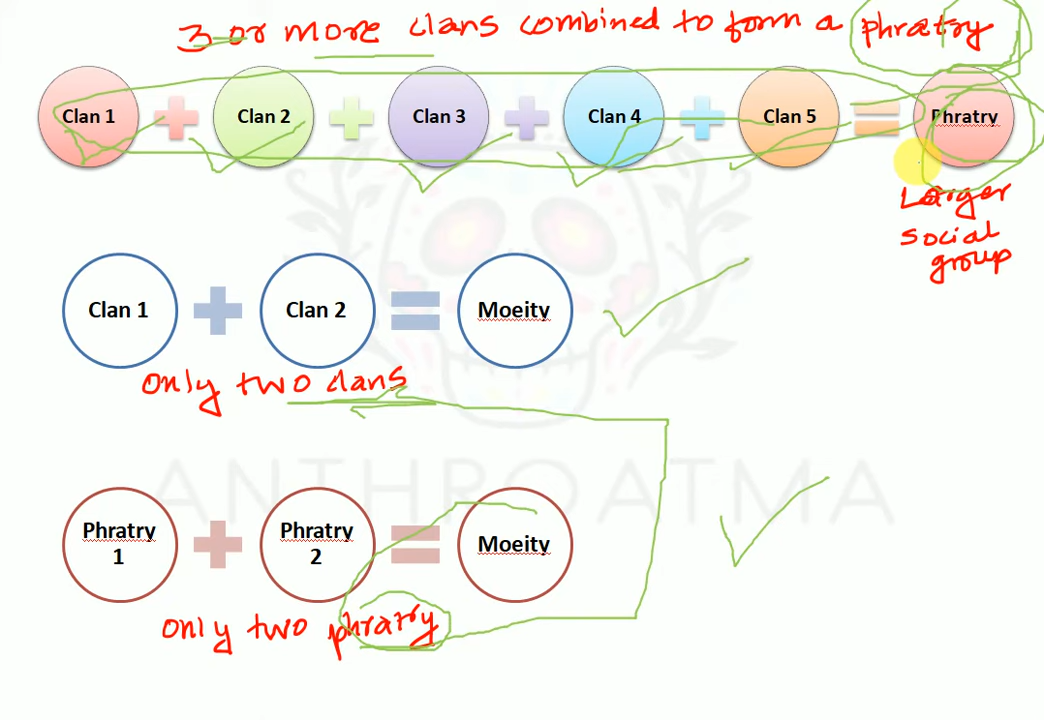 3 or more clans combined to form a phratry
Clan 1 + Clan 2 + Clan 3 + Clan 4 + Clan 5 = Phratry
Larger
social
group
Clan 1 + Clan 2 = Moeity
only two clans
ANTHROATMA
Phratry 1 + Phratry 2 = Moeity
only two phratry